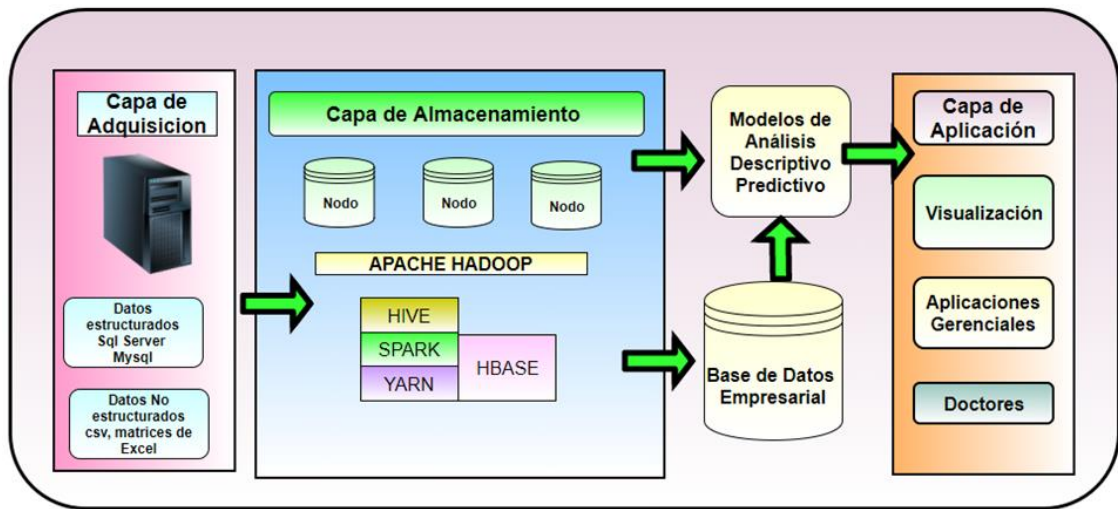 Capa de
Adquisicion
Datos
estructurados
Sql Server
Mysql
Datos No
estructurados
csv, matrices de
Excel
Capa de Almacenamiento
Nodo
Nodo
Nodo
APACHE HADOOP
HIVE
SPARK
YARN
HBASE
Modelos de
Análisis
Descriptivo
Predictivo
Base de Datos
Empresarial
Capa de
Aplicación
Visualización
Aplicaciones
Gerenciales
Doctores